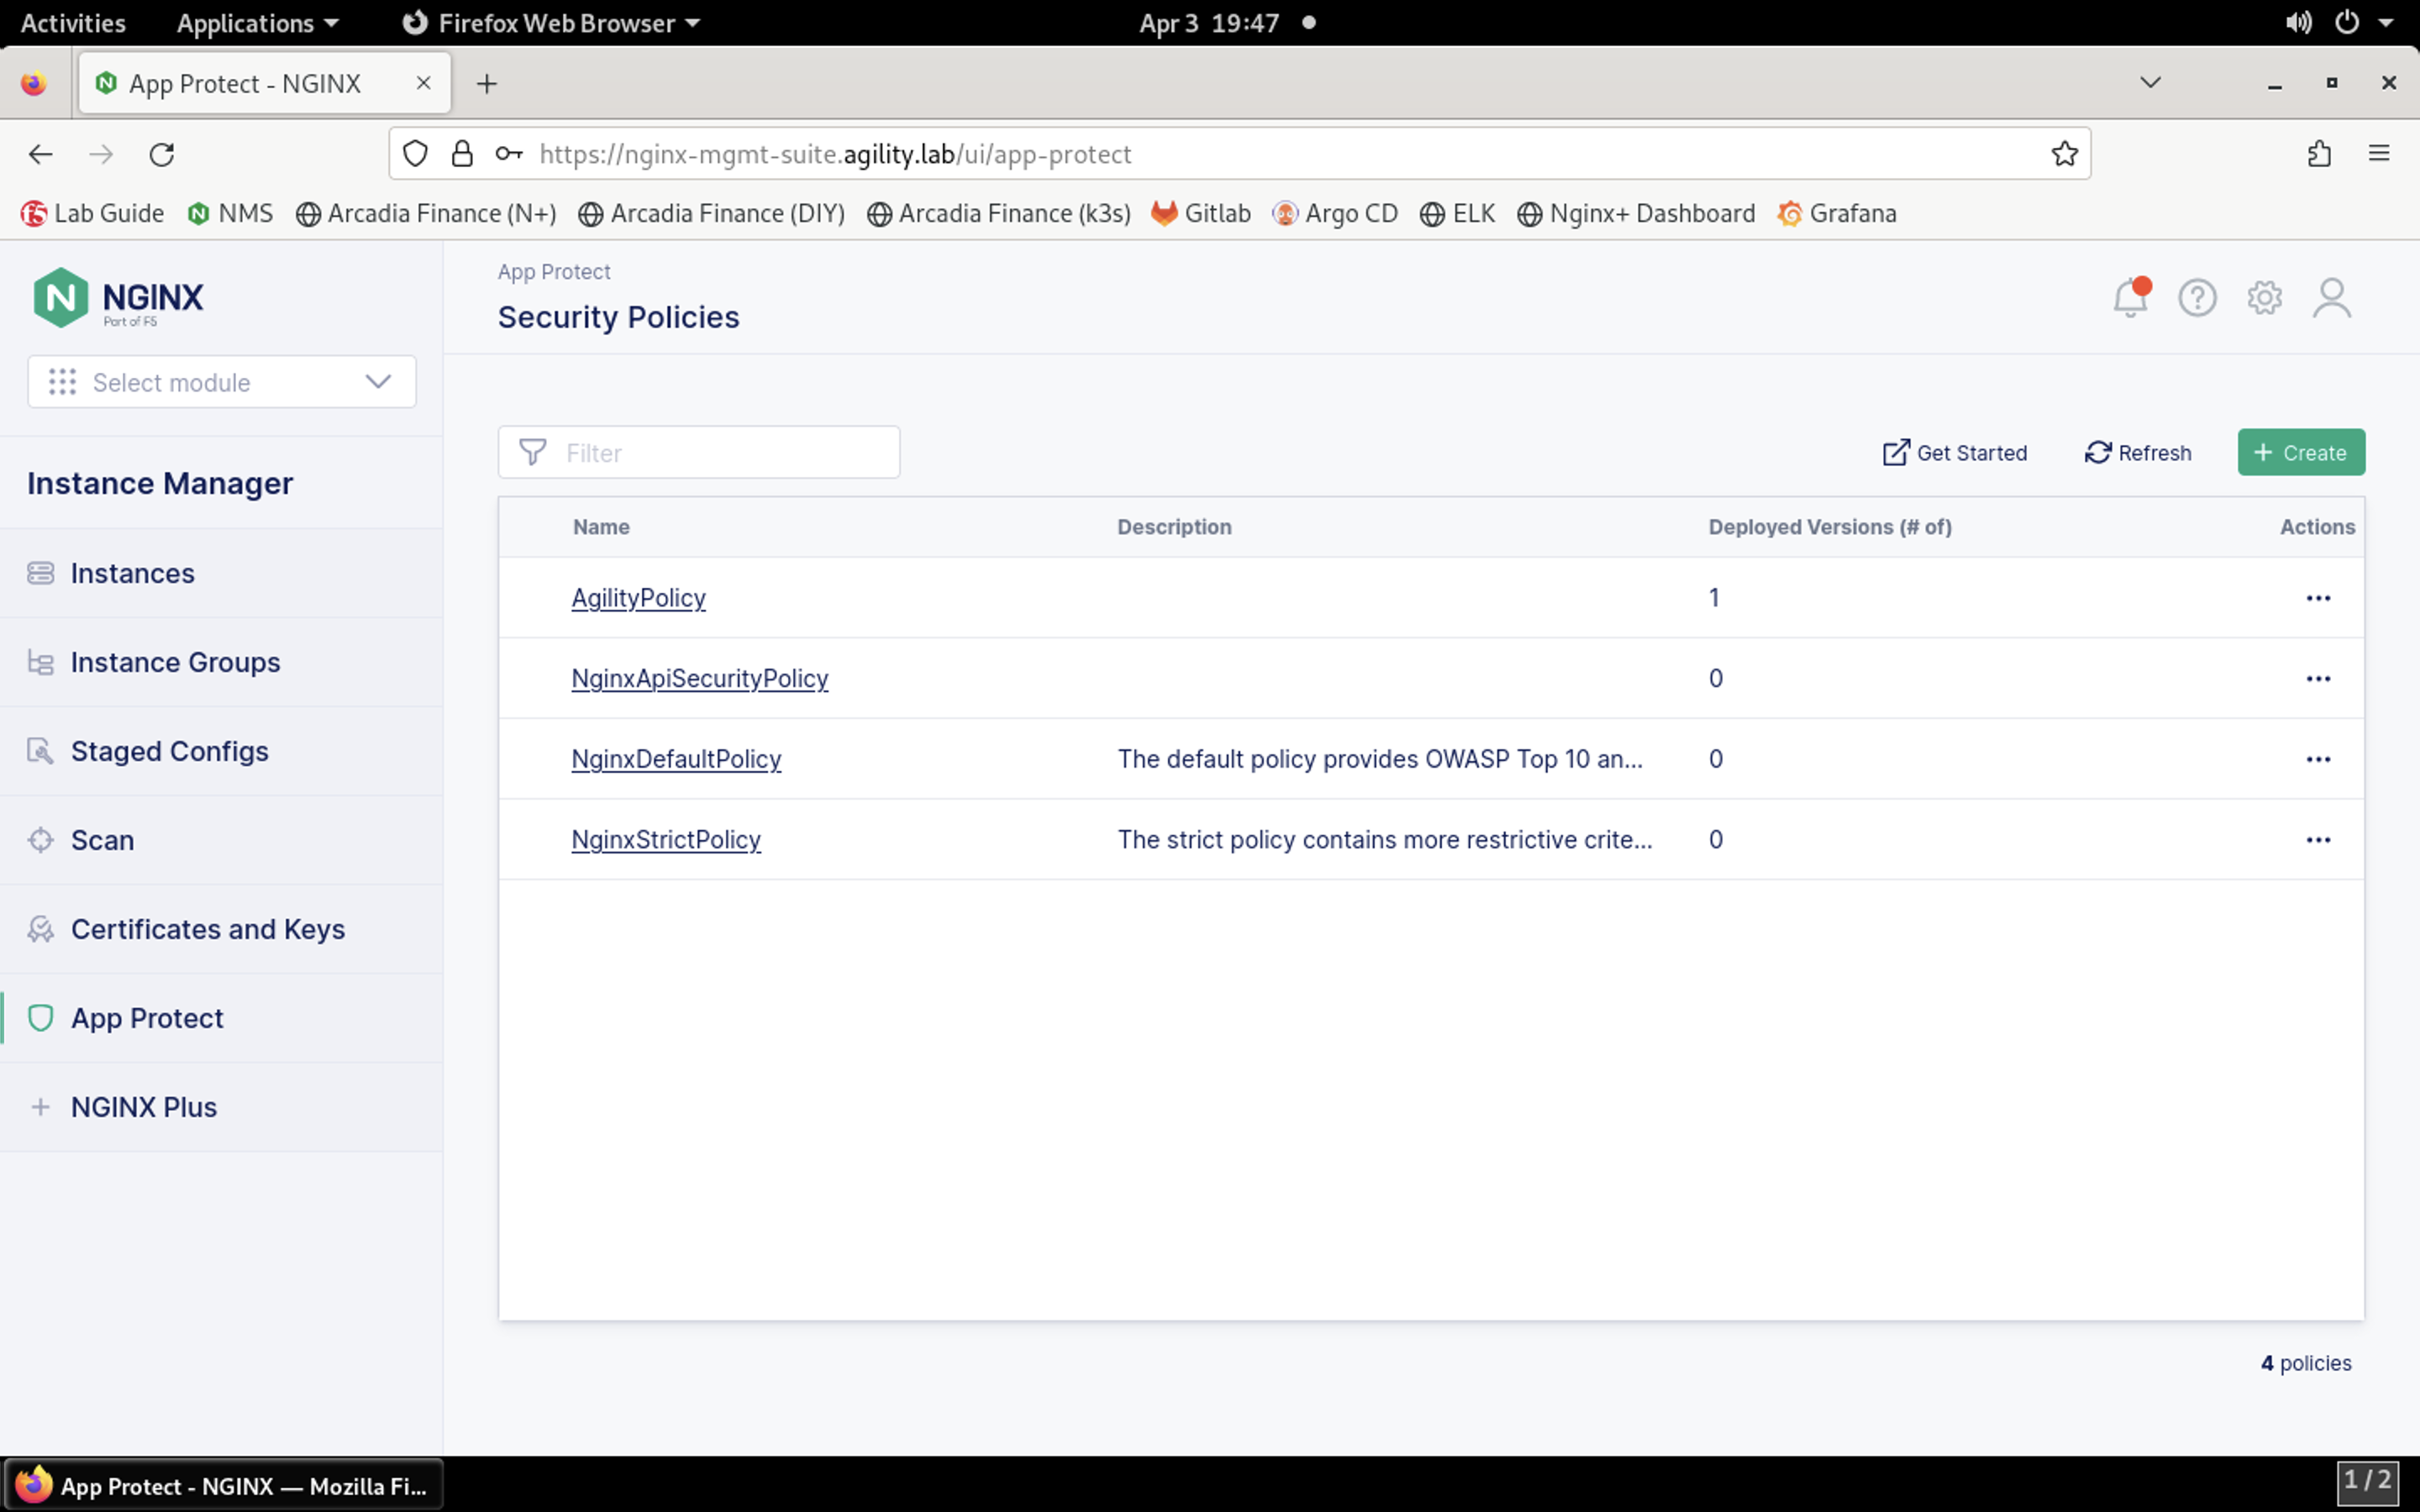 Activities Applications Firefox Web Browser Apr 3 19:47
App Protect - NGINX
https://nginx-mgmt-suite.agility.lab/ui/app-protect
Lab Guide NMS Arcadia Finance (N+) Arcadia Finance (DIY) Arcadia Finance (k3s) Gitlab Argo CD ELK Nginx+ Dashboard Grafana
NGINX
Part of F5
Select module
Instance Manager
Instances
Instance Groups
Staged Configs
Scan
Certificates and Keys
App Protect
NGINX Plus
App Protect
Security Policies
Filter Get Started Refresh + Create
Name Description Deployed Versions (# of) Actions
AgilityPolicy 1 ...
NginxApiSecurityPolicy 0 ...
NginxDefaultPolicy The default policy provides OWASP Top 10 an... 0 ...
NginxStrictPolicy The strict policy contains more restrictive crite... 0 ...
4 policies
App Protect - NGINX — Mozilla Fi... 1 / 2